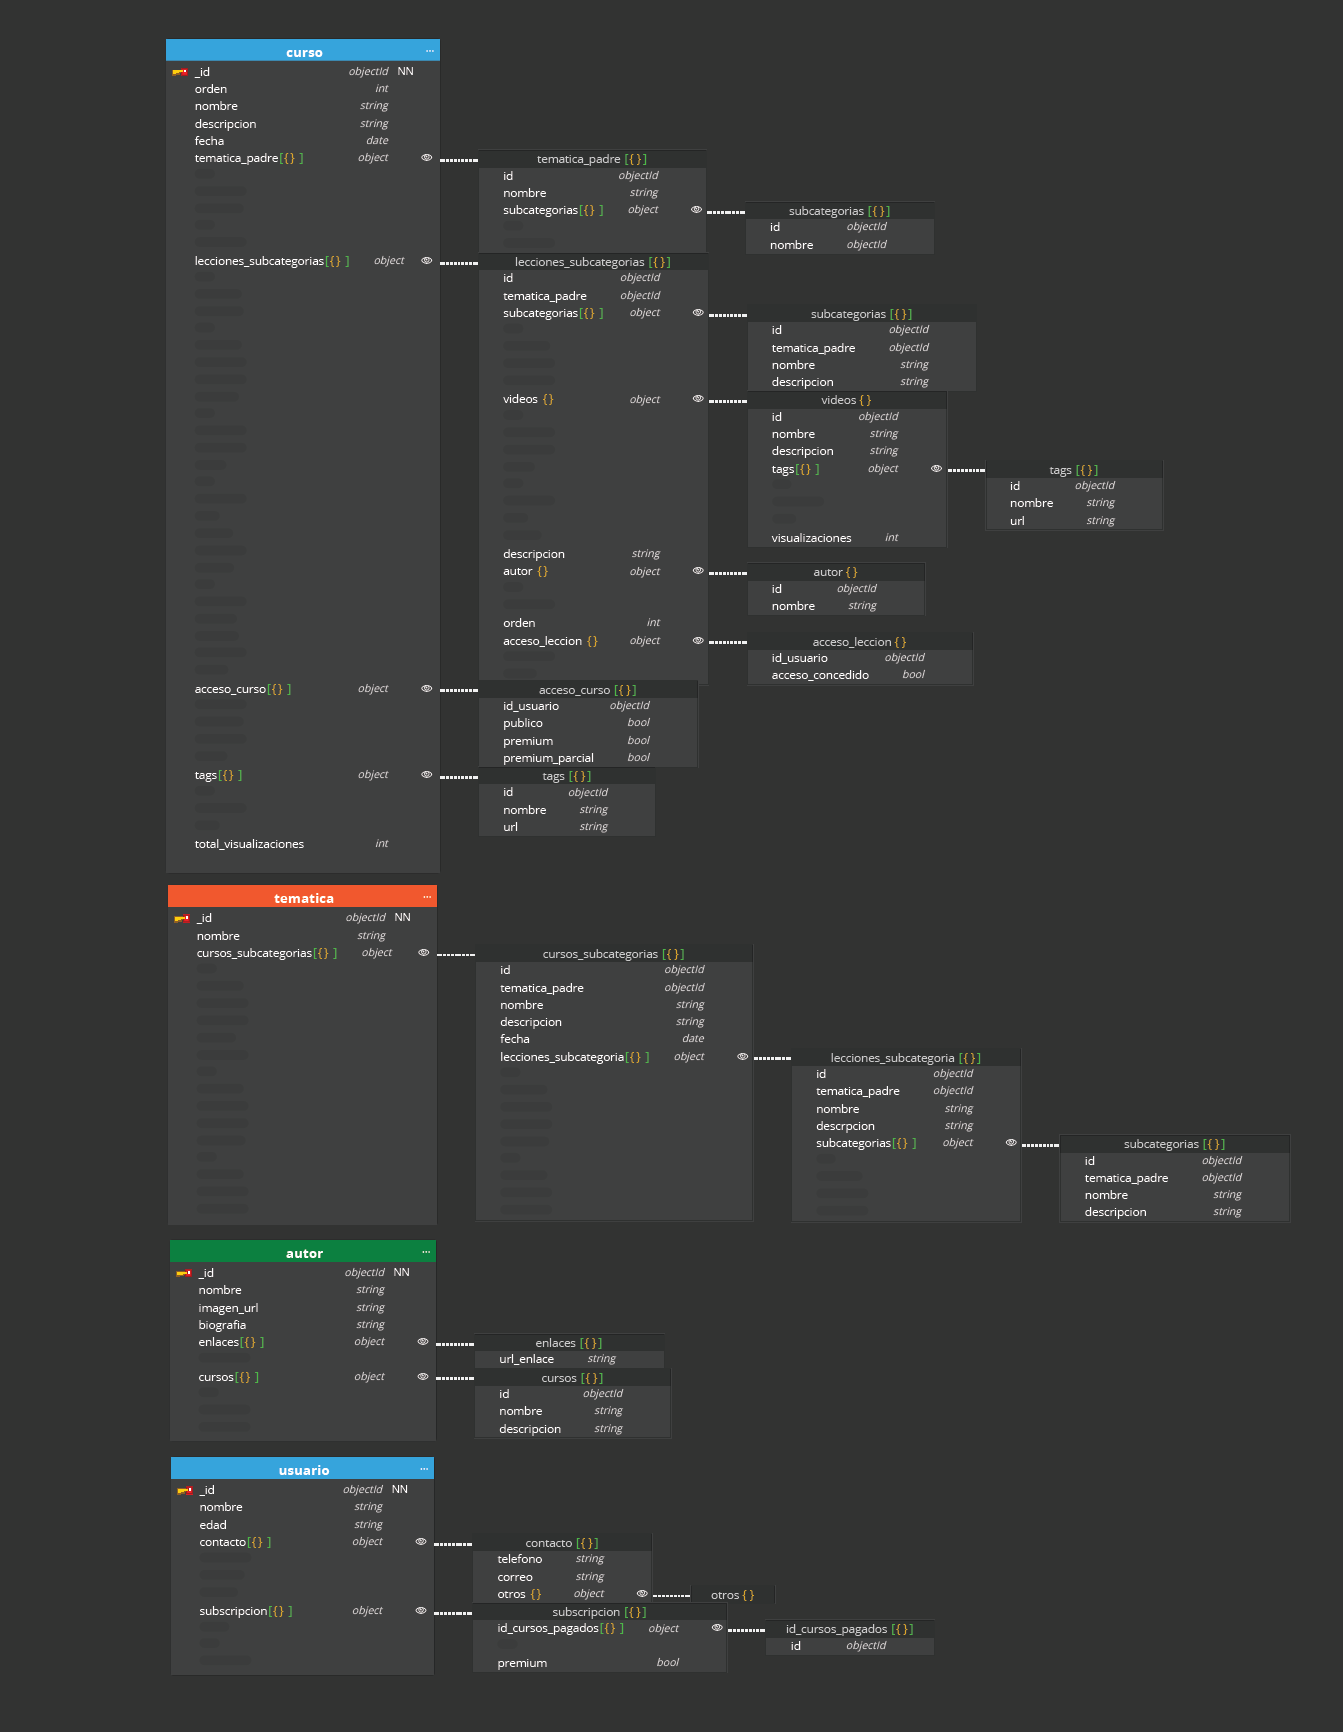 curso ...
_id objectId NN
orden int
nombre string
descripcion string
fecha date
tematica_padre[{} ] object
tematica_padre [{}]
id objectId
nombre string
subcategorias[{} ] object
subcategorias [{}]
id objectId
nombre objectId
lecciones_subcategorias[{} ] object
lecciones_subcategorias [{}]
id objectId
tematica_padre objectId
subcategorias[{} ] object
subcategorias [{}]
id objectId
tematica_padre objectId
nombre string
descripcion string
videos {} object
videos {}
id objectId
nombre string
descripcion string
tags[{} ] object
tags [{}]
id objectId
nombre string
url string
visualizaciones int
descripcion string
autor {} object
autor {}
id objectId
nombre string
orden int
acceso_leccion {} object
acceso_leccion {}
id_usuario objectId
acceso_concedido bool
acceso_curso[{} ] object
acceso_curso [{}]
id_usuario objectId
publico bool
premium bool
premium_parcial bool
tags[{} ] object
tags [{}]
id objectId
nombre string
url string
total_visualizaciones int
tematica ...
_id objectId NN
nombre string
cursos_subcategorias[{} ] object
cursos_subcategorias [{}]
id objectId
tematica_padre objectId
nombre string
descripcion string
fecha date
lecciones_subcategoria[{} ] object
lecciones_subcategoria [{}]
id objectId
tematica_padre objectId
nombre string
descrpcion string
subcategorias[{} ] object
subcategorias [{}]
id objectId
tematica_padre objectId
nombre string
descripcion string
autor ...
_id objectId NN
nombre string
imagen_url string
biografia string
enlaces[{} ] object
enlaces [{}]
url_enlace string
cursos[{} ] object
cursos [{}]
id objectId
nombre string
descripcion string
usuario ...
_id objectId NN
nombre string
edad string
contacto[{} ] object
contacto [{}]
telefono string
correo string
otros {} object
otros {}
subscripcion[{} ] object
subscripcion [{}]
id_cursos_pagados[{} ] object
id_cursos_pagados [{}]
id objectId
premium bool